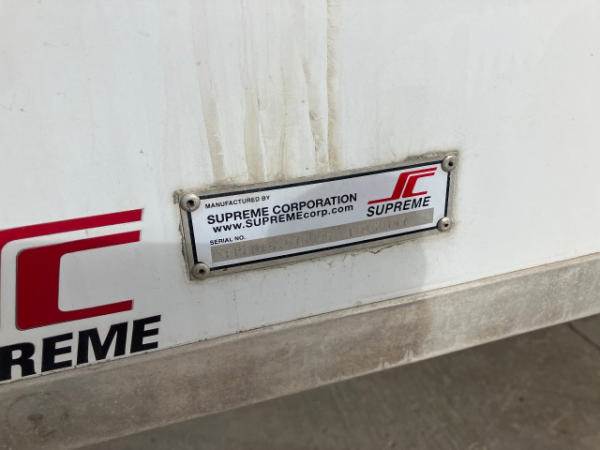 MANUFACTURED BY
SUPREME CORPORATION
www.SUPREMEcorp.com
SERIAL NO.
SUPREME
REME